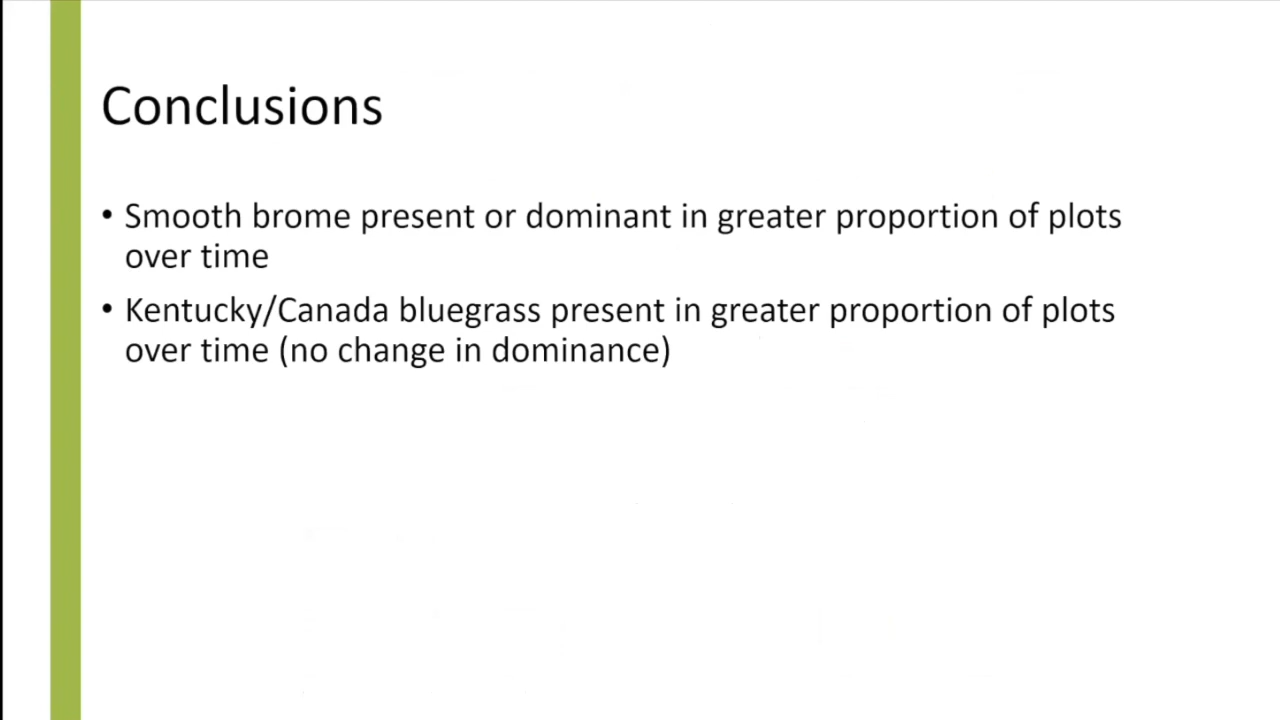 Conclusions
• Smooth brome present or dominant in greater proportion of plots
over time
• Kentucky/Canada bluegrass present in greater proportion of plots
over time (no change in dominance)